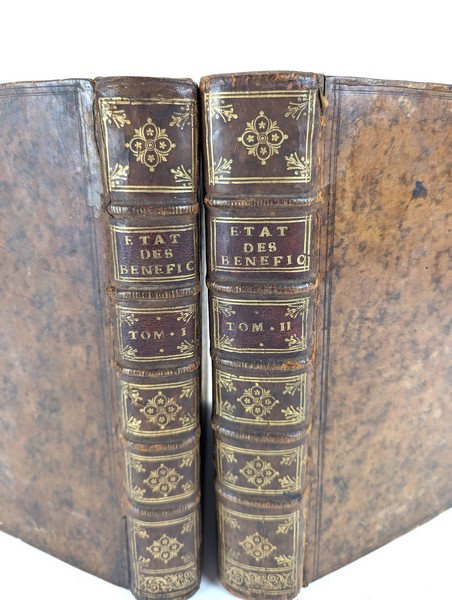 ETAT
DES
BENEFIC
TOM · I
ETAT
DES
BENEFIC
TOM · II